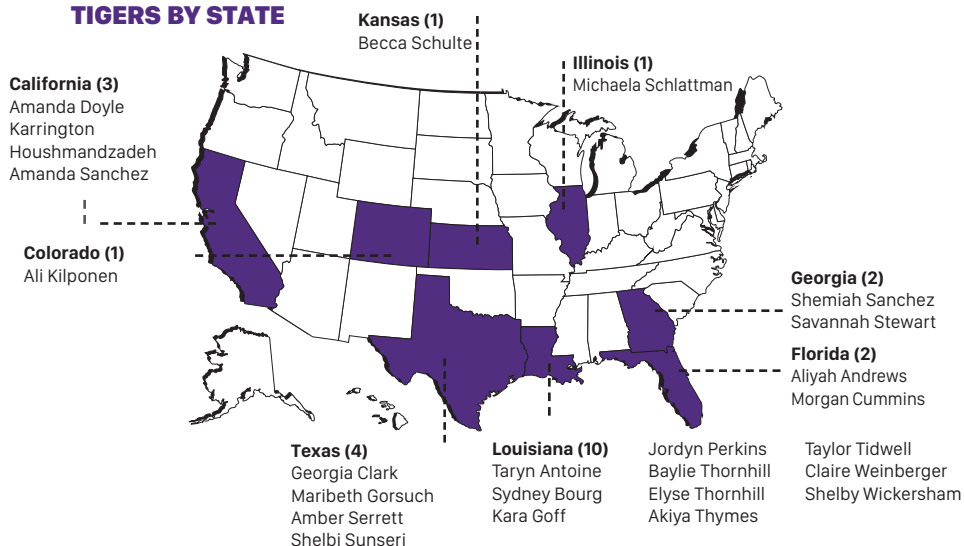 TIGERS BY STATE
Kansas (1)
Becca Schulte
Illinois (1)
Michaela Schlattman
California (3)
Amanda Doyle
Karrington
Houshmandzadeh
Amanda Sanchez
Colorado (1)
Ali Kilponen
Georgia (2)
Shemiah Sanchez
Savannah Stewart
Florida (2)
Aliyah Andrews
Morgan Cummins
Texas (4)
Georgia Clark
Maribeth Gorsuch
Amber Serrett
Shelbi Sunseri
Louisiana (10)
Taryn Antoine
Sydney Bourg
Kara Goff
Jordyn Perkins
Baylie Thornhill
Elyse Thornhill
Akiya Thymes
Taylor Tidwell
Claire Weinberger
Shelby Wickersham